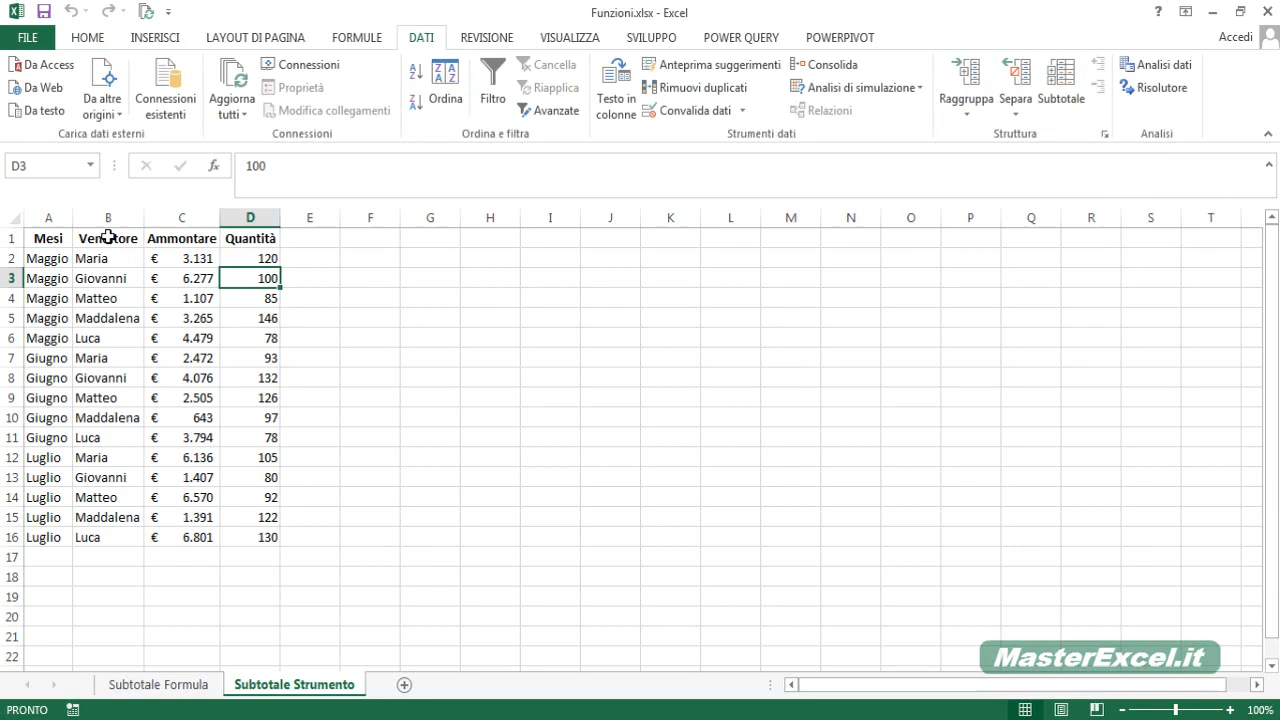 Funzioni.xlsx - Excel
?
FILE HOME INSERISCI LAYOUT DI PAGINA FORMULE DATI REVISIONE VISUALIZZA SVILUPPO POWER QUERY POWERPIVOT Accedi
Da Access
Da Web
Da testo
Da altre origini
Connessioni esistenti
Carica dati esterni
Aggiorna tutti
Connessioni
Proprietà
Modifica collegamenti
Connessioni
Ordina
Filtro
Cancella
Riapplica
Avanzate
Ordina e filtra
Testo in colonne
Anteprima suggerimenti
Rimuovi duplicati
Convalida dati
Consolida
Analisi di simulazione
Relazioni
Strumenti dati
Raggruppa
Separa
Subtotale
Struttura
Analisi dati
Risolutore
Analisi
D3 fx 100
A B C D E F G H I J K L M N O P Q R S T
1 Mesi Venditore Ammontare Quantità
2 Maggio Maria € 3.131 120
3 Maggio Giovanni € 6.277 100
4 Maggio Matteo € 1.107 85
5 Maggio Maddalena € 3.265 146
6 Maggio Luca € 4.479 78
7 Giugno Maria € 2.472 93
8 Giugno Giovanni € 4.076 132
9 Giugno Matteo € 2.505 126
10 Giugno Maddalena € 643 97
11 Giugno Luca € 3.794 78
12 Luglio Maria € 6.136 105
13 Luglio Giovanni € 1.407 80
14 Luglio Matteo € 6.570 92
15 Luglio Maddalena € 1.391 122
16 Luglio Luca € 6.801 130
17
18
19
20
21
22
MasterExcel.it
Subtotale Formula Subtotale Strumento
PRONTO 100%